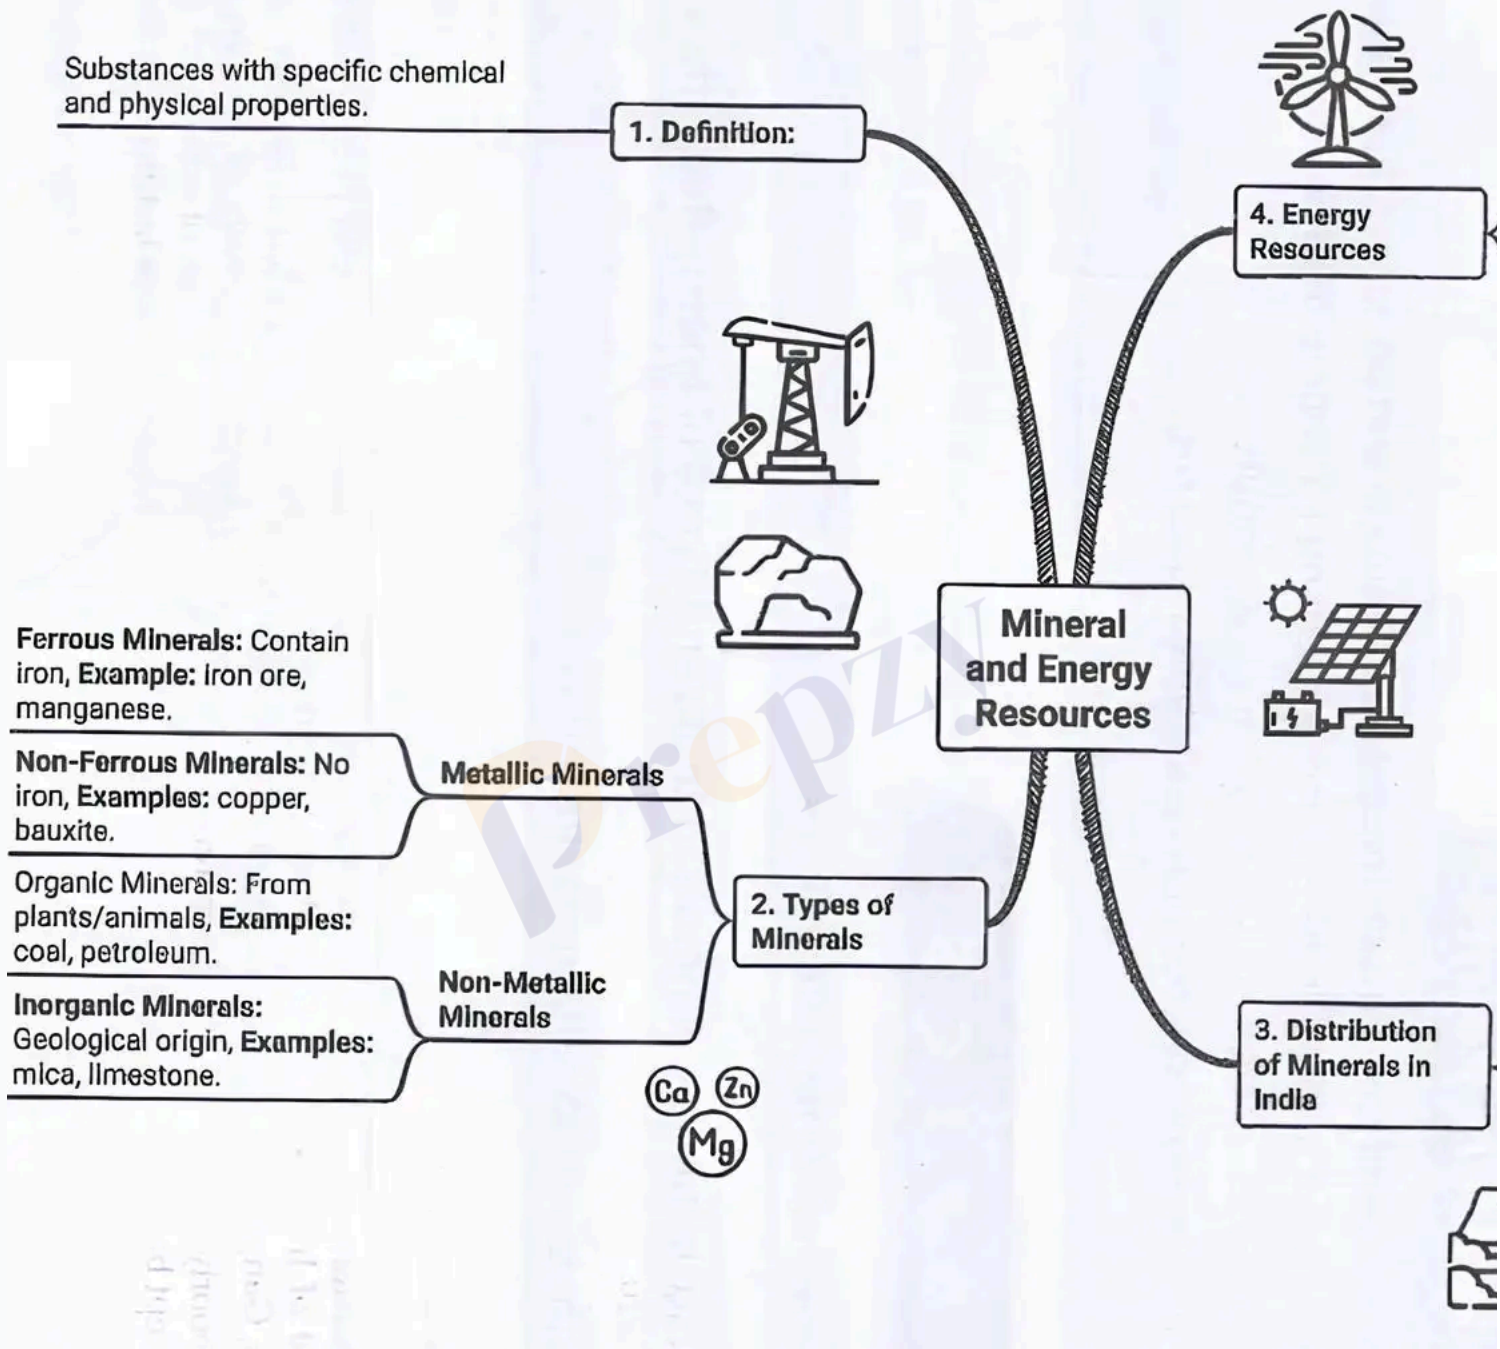 Substances with specific chemical
and physical properties.
1. Definition:
4. Energy
Resources
Mineral
and Energy
Resources
Ferrous Minerals: Contain
iron, Example: iron ore,
manganese.
Non-Ferrous Minerals: No
iron, Examples: copper,
bauxite.
Metallic Minerals
Organic Minerals: From
plants/animals, Examples:
coal, petroleum.
Inorganic Minerals:
Geological origin, Examples:
mica, limestone.
Non-Metallic
Minerals
2. Types of
Minerals
3. Distribution
of Minerals in
India
Ca
Zn
Mg
Prepzy